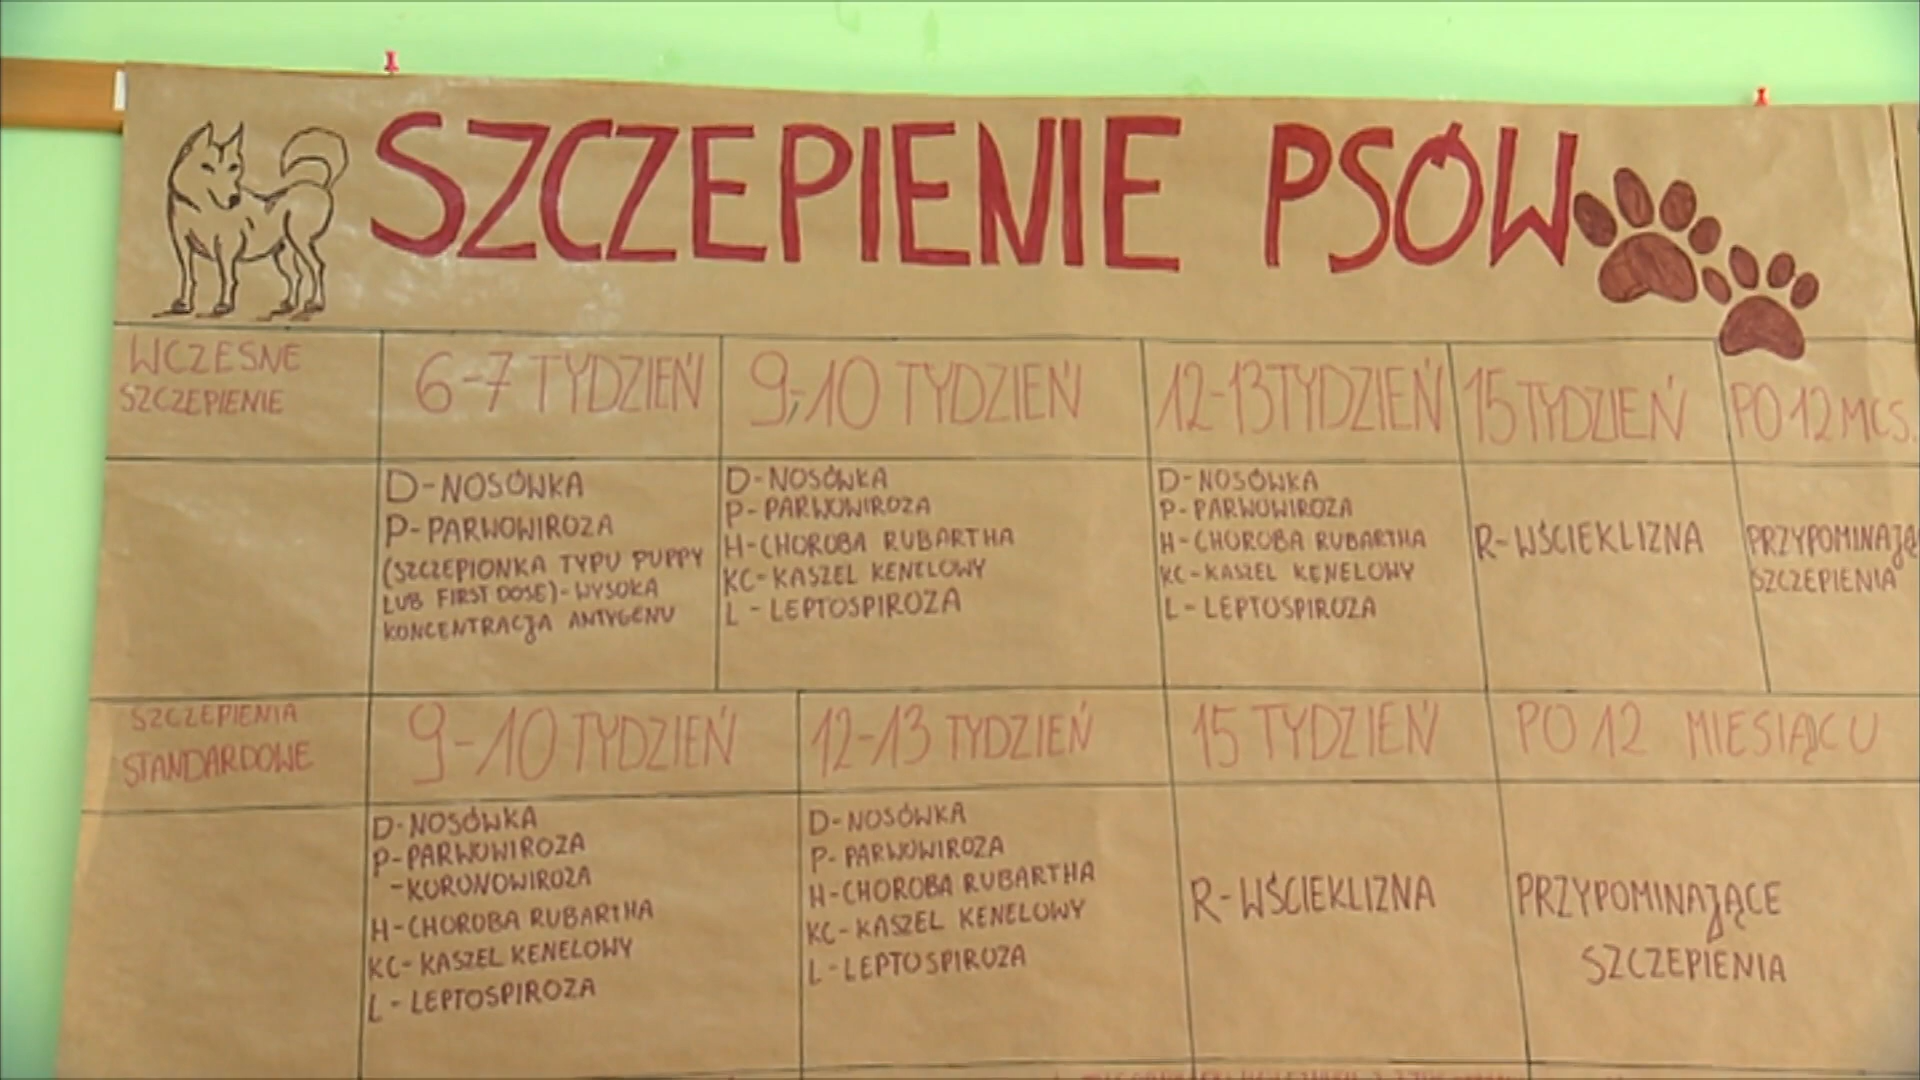 SZCZEPIENIE PSÓW
WCZESNE
SZCZEPIENIE
6-7 TYDZIEŃ
9-10 TYDZIEŃ
12-13 TYDZIEŃ
15 TYDZIEŃ
PO 12 MCS.
D-NOSÓWKA
P-PARWOWIROZA
(SZCZEPIONKA TYPU PUPPY
LUB FIRST DOSE)-WYSOKA
KONCENTRACJA ANTYGENU
D-NOSÓWKA
P-PARWOWIROZA
H-CHOROBA RUBARTHA
KC-KASZEL KENELOWY
L-LEPTOSPIROZA
D-NOSÓWKA
P-PARWOWIROZA
H-CHOROBA RUBARTHA
KC-KASZEL KENELOWY
L-LEPTOSPIROZA
R-WŚCIEKLIZNA
PRZYPOMINAJĄ
SZCZEPIENIA
SZCZEPIENIA
STANDARDOWE
9-10 TYDZIEŃ
12-13 TYDZIEŃ
15 TYDZIEŃ
PO 12 MIESIĄCU
D-NOSÓWKA
P-PARWOWIROZA
-KORONOWIROZA
H-CHOROBA RUBARTHA
KC-KASZEL KENELOWY
L-LEPTOSPIROZA
D-NOSÓWKA
P-PARWOWIROZA
H-CHOROBA RUBARTHA
KC-KASZEL KENELOWY
L-LEPTOSPIROZA
R-WŚCIEKLIZNA
PRZYPOMINAJĄCE
SZCZEPIENIA